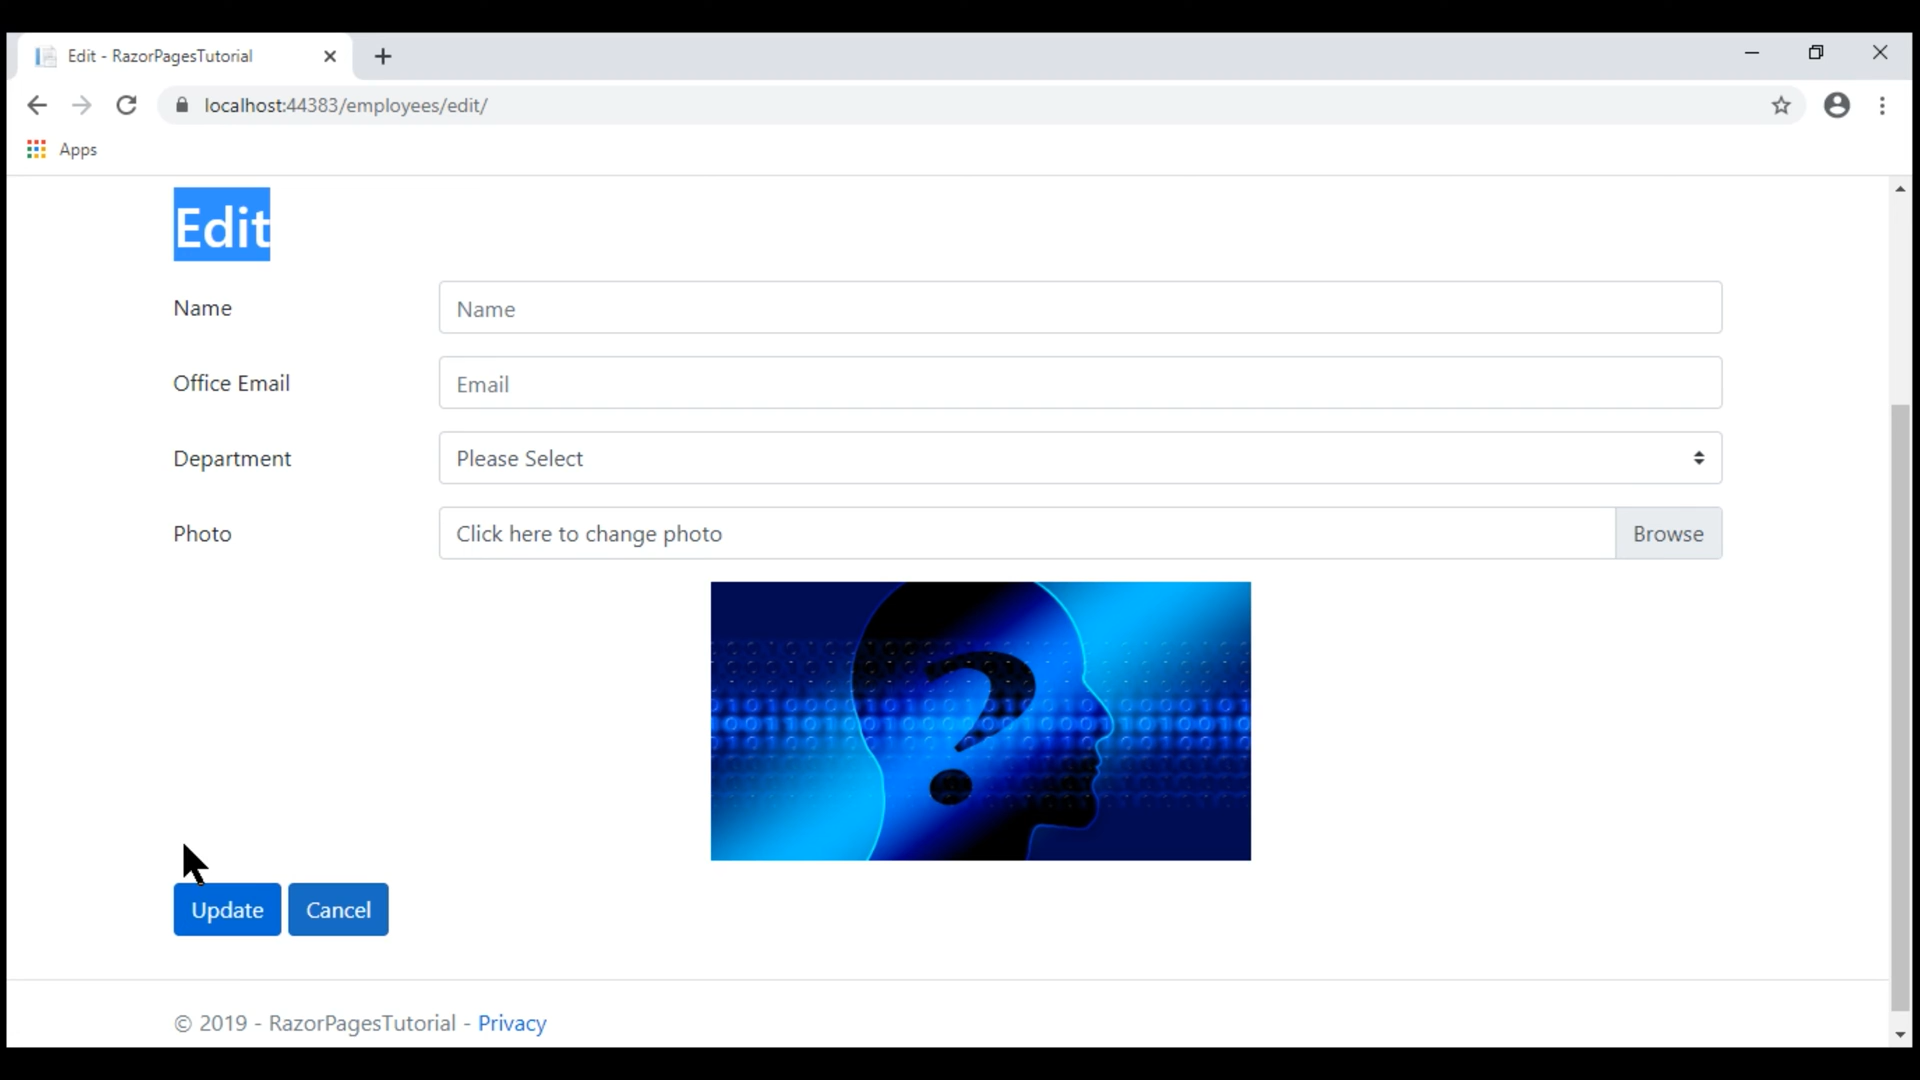 Edit - RazorPagesTutorial
localhost:44383/employees/edit/
Apps
Edit
Name Name
Office Email Email
Department Please Select
Photo Click here to change photo Browse
?
Update Cancel
© 2019 - RazorPagesTutorial - Privacy